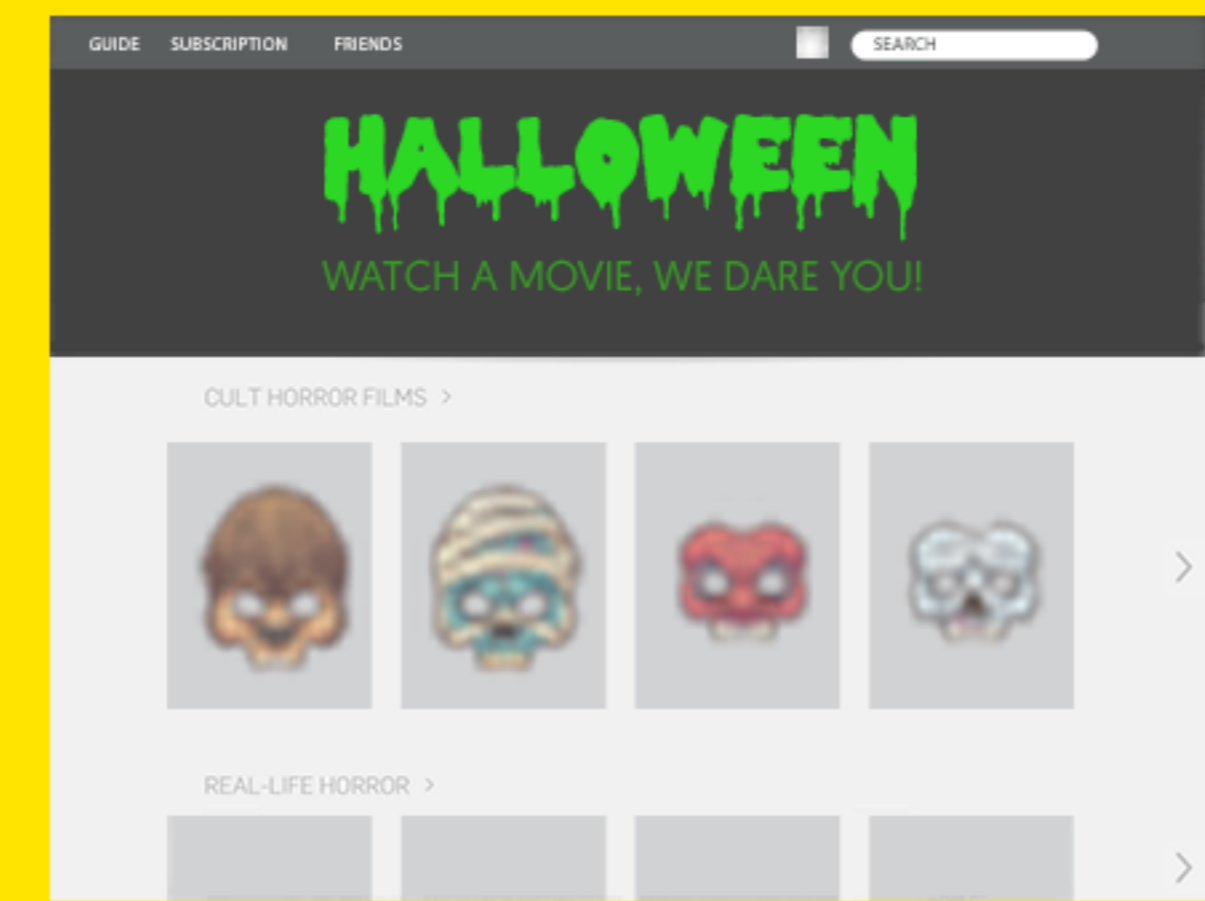 GUIDE SUBSCRIPTION FRIENDS SEARCH
HALLOWEEN
WATCH A MOVIE, WE DARE YOU!
CULT HORROR FILMS >
REAL-LIFE HORROR >